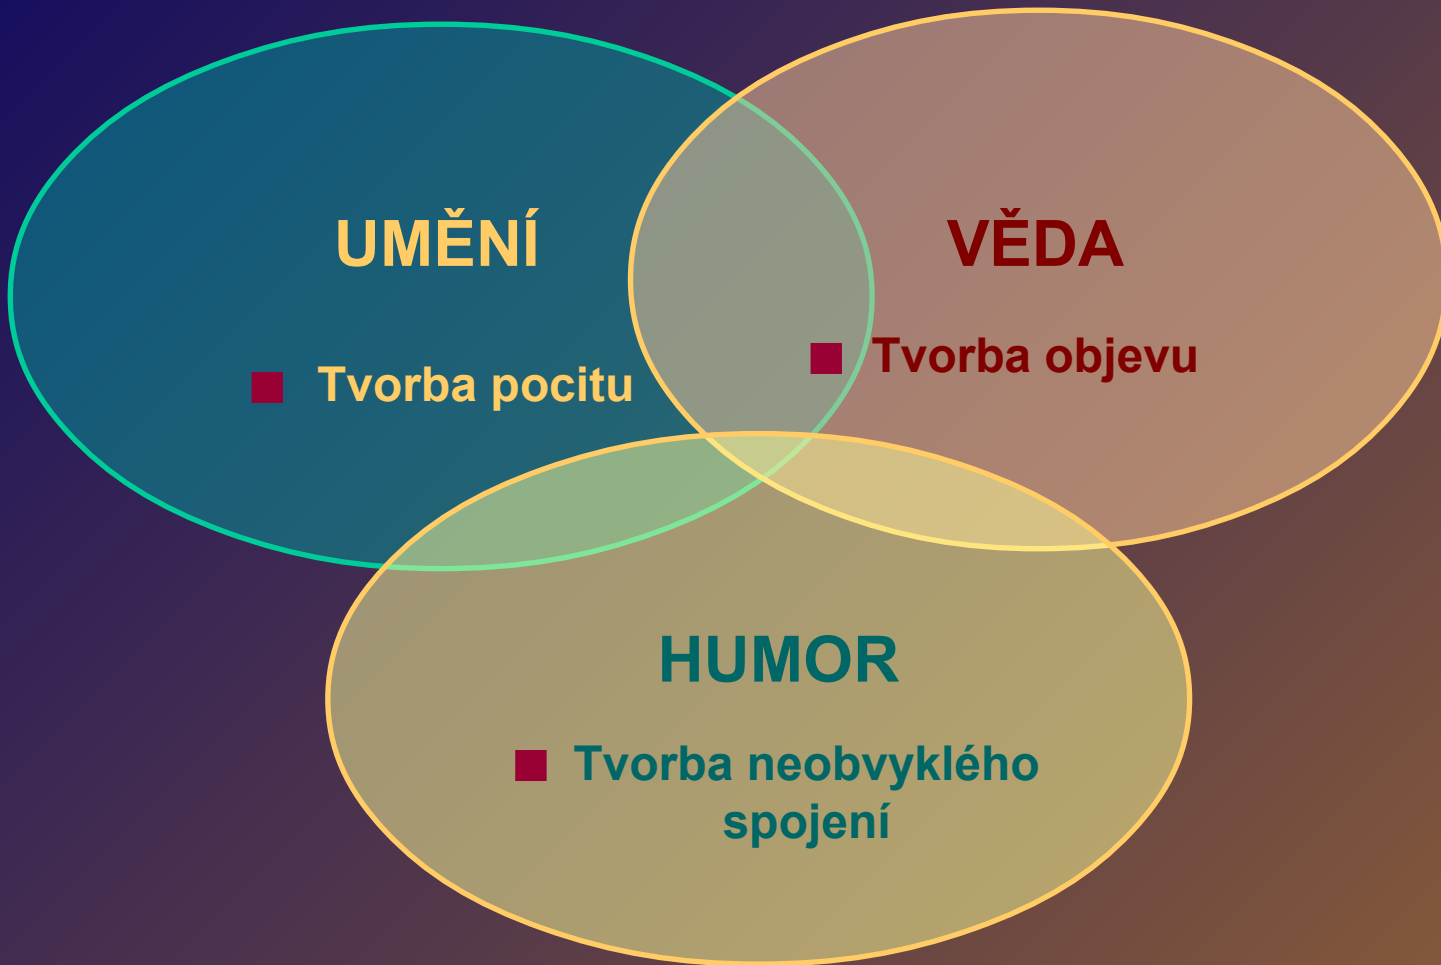 UMĚNÍ
Tvorba pocitu
VĚDA
Tvorba objevu
HUMOR
Tvorba neobvyklého
spojení